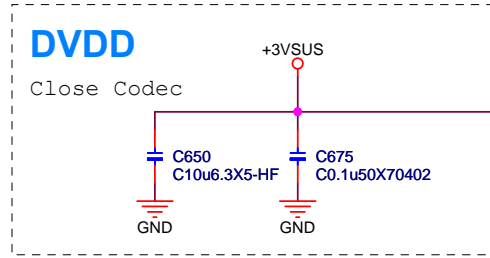 DVDD
+3VSUS
Close Codec
C650
C10u6.3X5-HF
C675
C0.1u50X70402
GND
GND